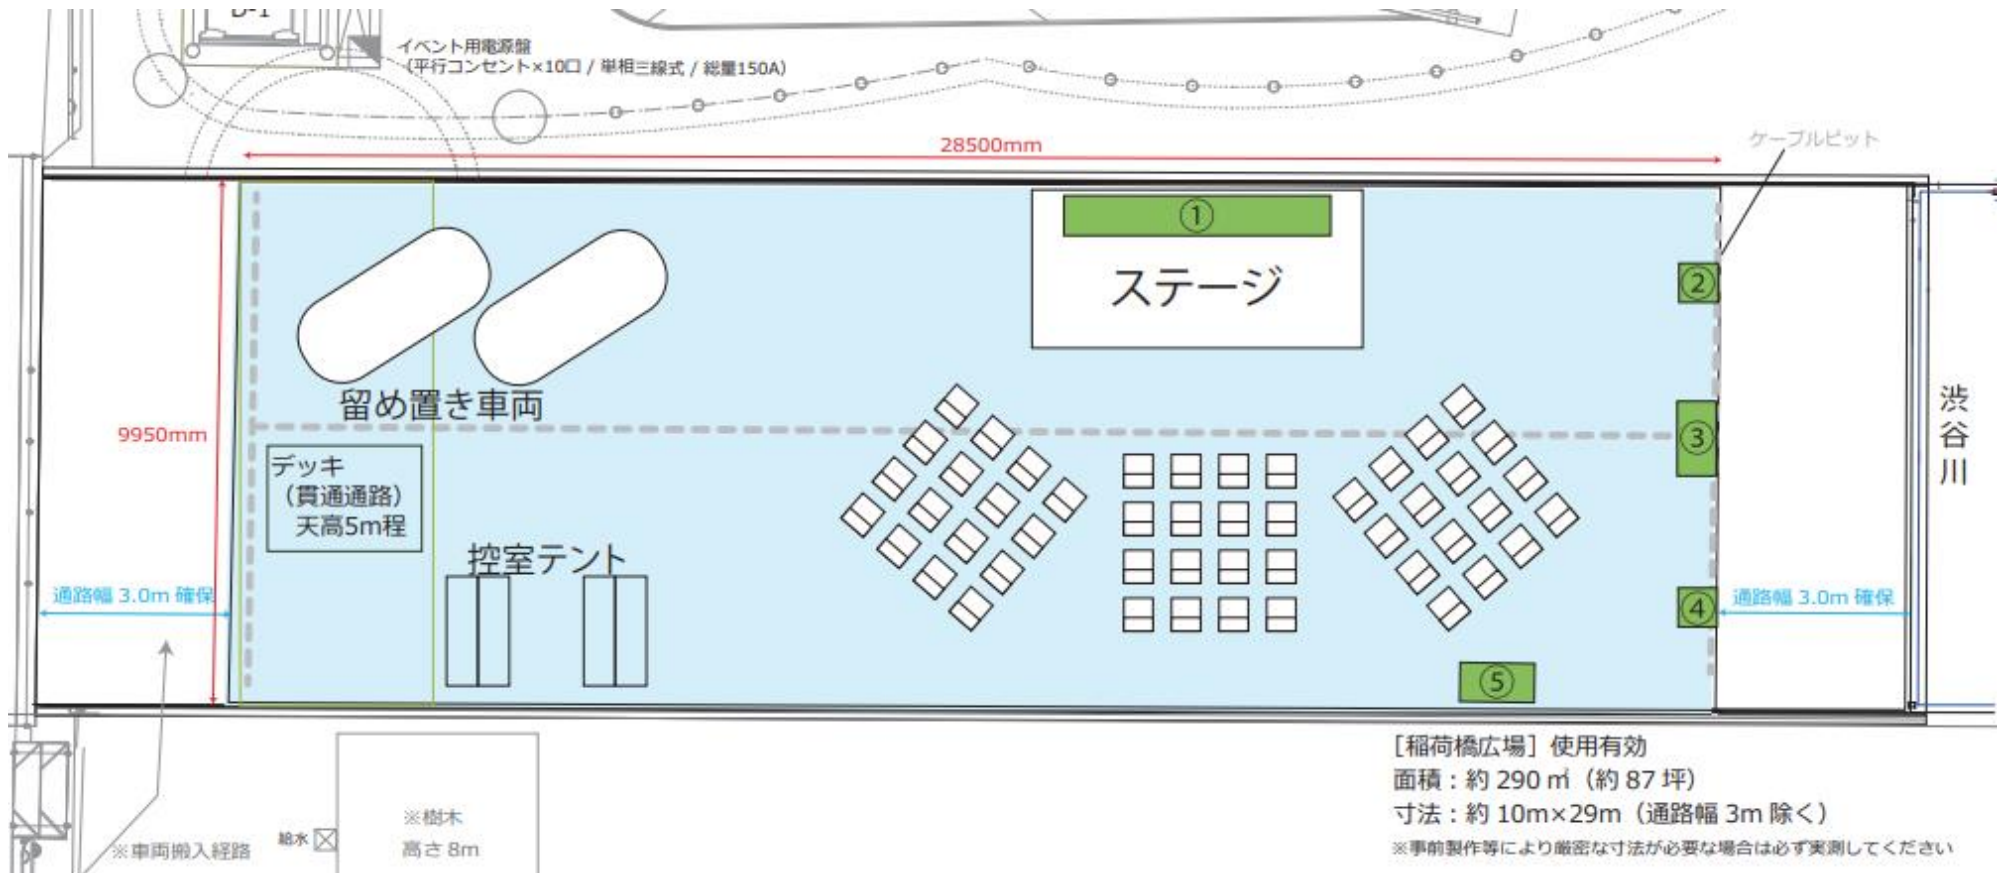 D-1
イベント用電源盤
（平行コンセント×10口 / 単相三線式 / 総量150A）
28500mm
ケーブルピット
①
ステージ
②
留め置き車両
9950mm
③
渋谷川
デッキ
（貫通通路）
天高5m程
控室テント
通路幅 3.0m 確保
④
通路幅 3.0m 確保
⑤
［稲荷橋広場］使用有効
面積：約 290 ㎡（約 87 坪）
寸法：約 10m×29m（通路幅 3m 除く）
※事前製作等により厳密な寸法が必要な場合は必ず実測してください
※樹木
高さ 8m
給水
※車両搬入経路